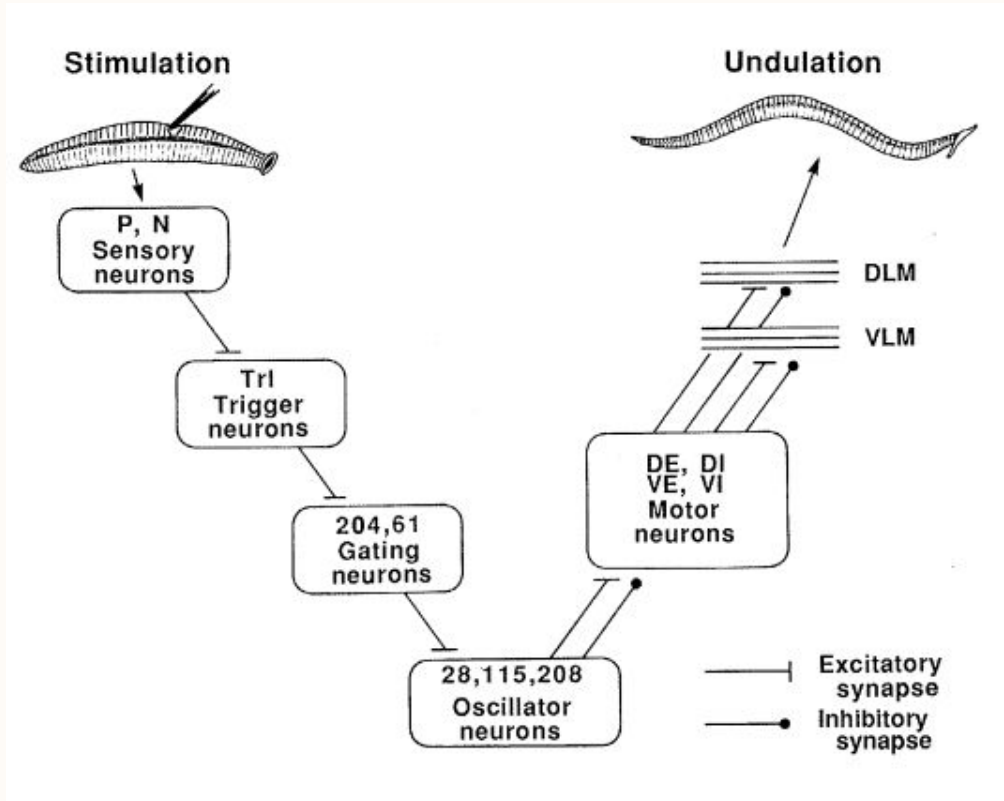 Stimulation
P, N
Sensory
neurons
TrI
Trigger
neurons
204,61
Gating
neurons
28,115,208
Oscillator
neurons
DE, DI
VE, VI
Motor
neurons
VLM
DLM
Undulation
Excitatory
synapse
Inhibitory
synapse